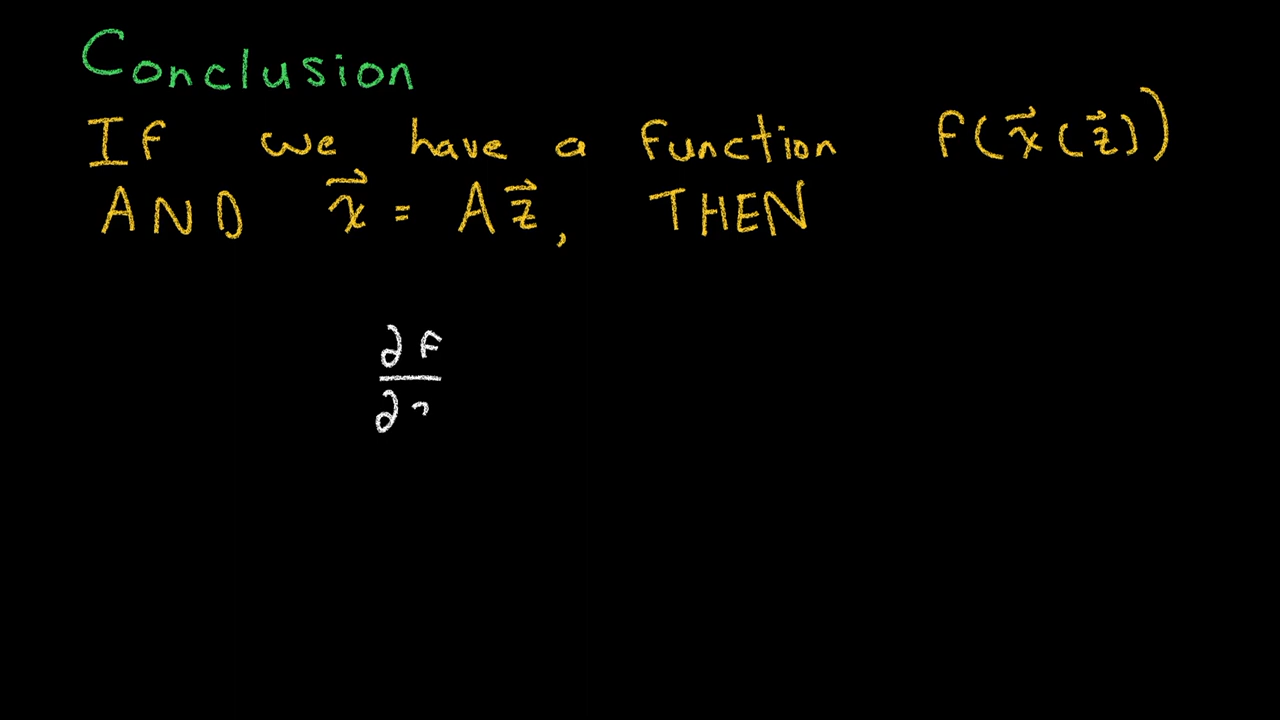 Conclusion
If we have a function f(x⃗(z⃗))
AND x⃗ = Az⃗, THEN
∂f
∂